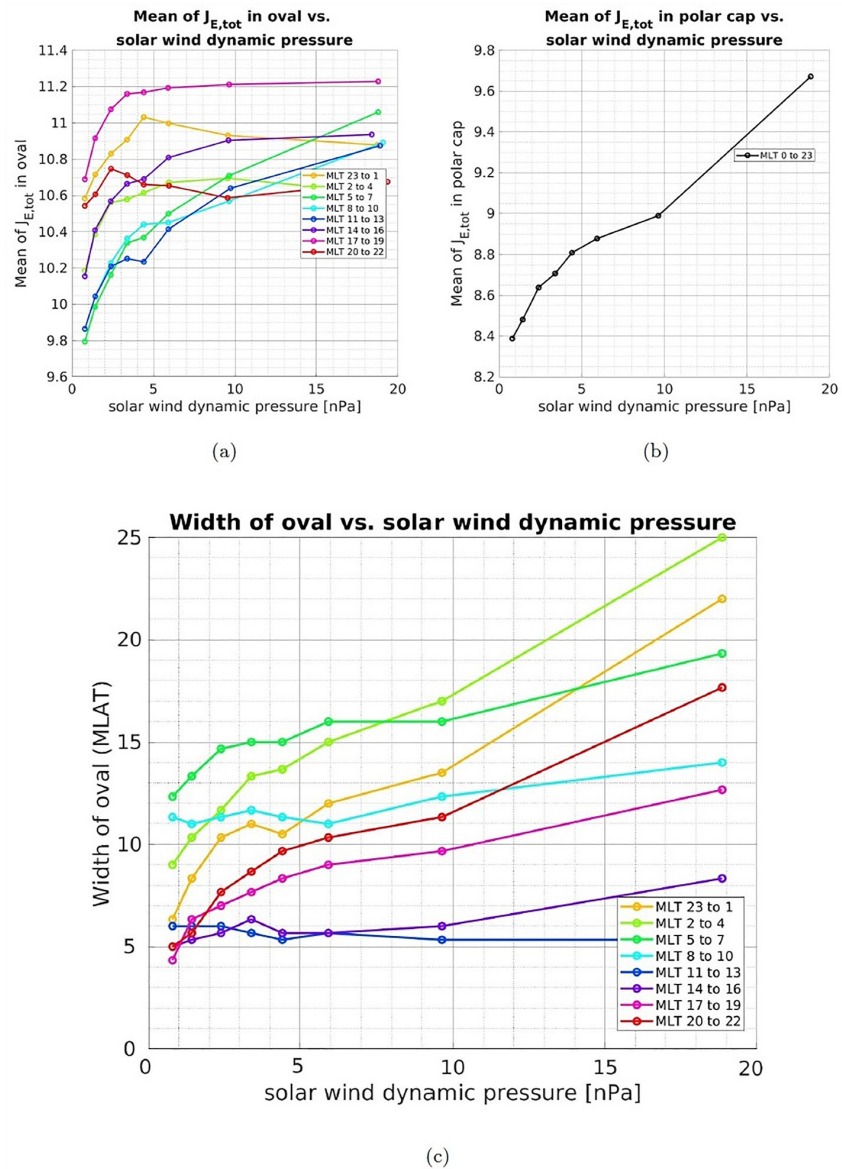 Mean of J_E,tot in oval vs.
solar wind dynamic pressure
11.4
11.2
11
10.8
10.6
10.4
10.2
10
9.8
9.6
Mean of J_E,tot in oval
0
5
10
15
20
solar wind dynamic pressure [nPa]
MLT 23 to 1
MLT 2 to 4
MLT 5 to 7
MLT 8 to 10
MLT 11 to 13
MLT 14 to 16
MLT 17 to 19
MLT 20 to 22
(a)
Mean of J_E,tot in polar cap vs.
solar wind dynamic pressure
9.8
9.6
9.4
9.2
9
8.8
8.6
8.4
8.2
Mean of J_E,tot in polar cap
0
5
10
15
20
solar wind dynamic pressure [nPa]
MLT 0 to 23
(b)
Width of oval vs. solar wind dynamic pressure
25
20
15
10
5
0
Width of oval (MLAT)
0
5
10
15
20
solar wind dynamic pressure [nPa]
MLT 23 to 1
MLT 2 to 4
MLT 5 to 7
MLT 8 to 10
MLT 11 to 13
MLT 14 to 16
MLT 17 to 19
MLT 20 to 22
(c)